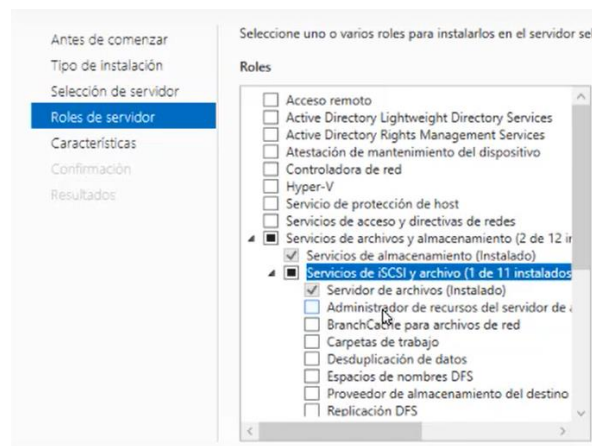 Antes de comenzar
Tipo de instalación
Selección de servidor
Roles de servidor
Características
Confirmación
Resultados
Seleccione uno o varios roles para instalarlos en el servidor
Roles
Acceso remoto
Active Directory Lightweight Directory Services
Active Directory Rights Management Services
Atestación de mantenimiento del dispositivo
Controladora de red
Hyper-V
Servicio de protección de host
Servicios de acceso y directivas de redes
Servicios de archivos y almacenamiento (2 de 12
Servicios de almacenamiento (Instalado)
Servicios de iSCSI y archivo (1 de 11 instalados
Servidor de archivos (Instalado)
Administrador de recursos del servidor de
BranchCache para archivos de red
Carpetas de trabajo
Desduplicación de datos
Espacios de nombres DFS
Proveedor de almacenamiento del destino
Replicación DFS